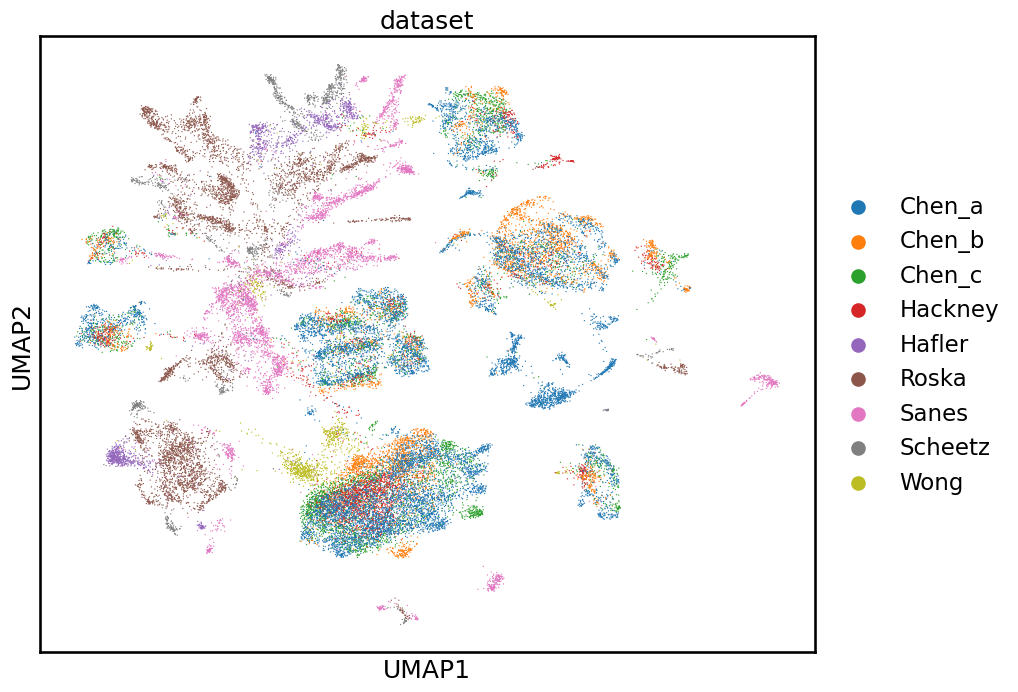 dataset
UMAP2
UMAP1
Chen_a
Chen_b
Chen_c
Hackney
Hafler
Roska
Sanes
Scheetz
Wong